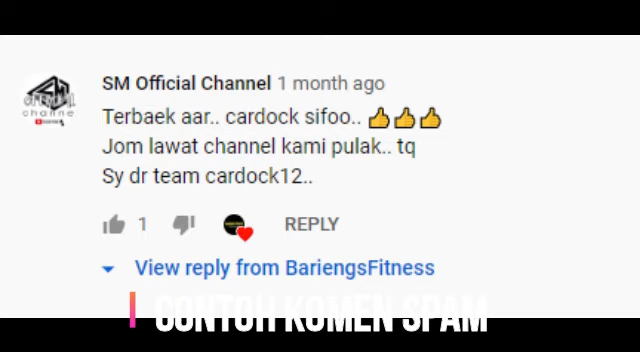 SM Official Channel 1 month ago
Terbaek aar.. cardock sifoo.. 👍👍👍
Jom lawat channel kami pulak.. tq
Sy dr team cardock12..
1 REPLY
View reply from BariengsFitness
CONTOH KOMEN SPAM